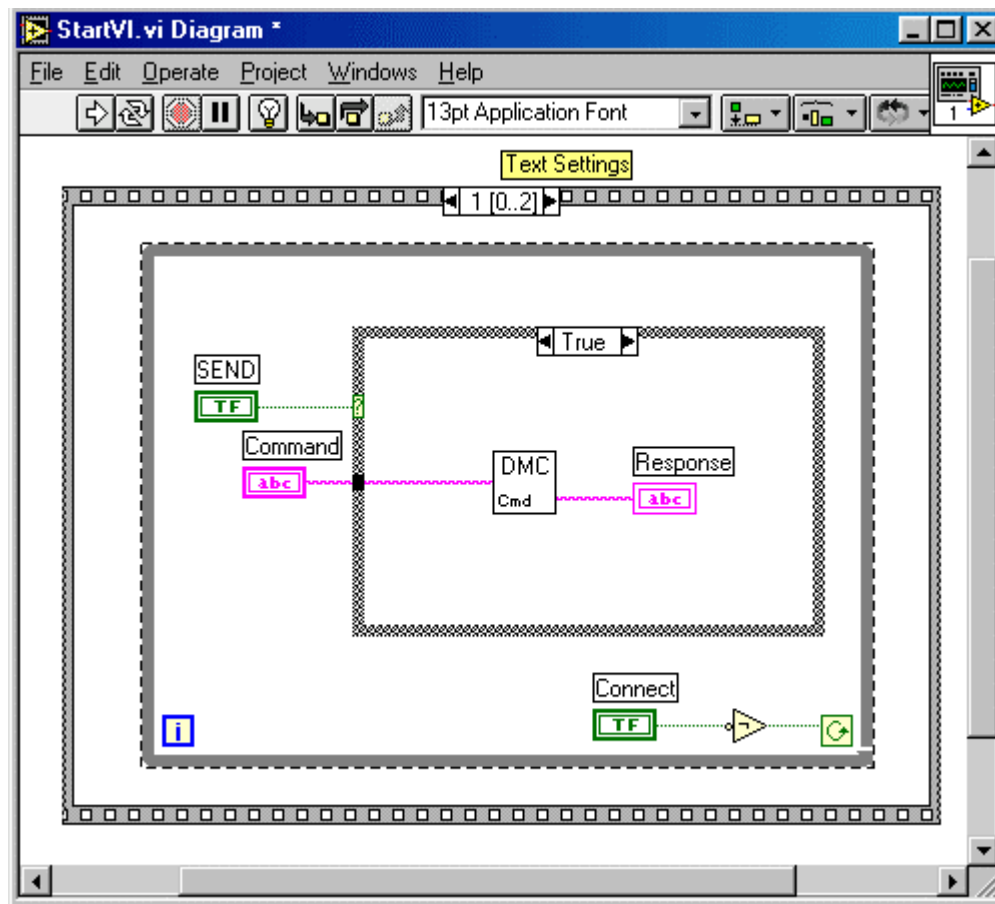 StartVI.vi Diagram *
File Edit Operate Project Windows Help
13pt Application Font
1
Text Settings
1 [0..2]
True
SEND
TF
?
Command
abc
DMC
Cmd
Response
abc
Connect
TF
i